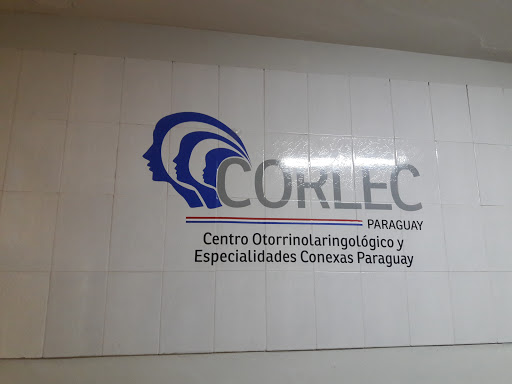 CORLEC
PARAGUAY
Centro Otorrinolaringológico y
Especialidades Conexas Paraguay